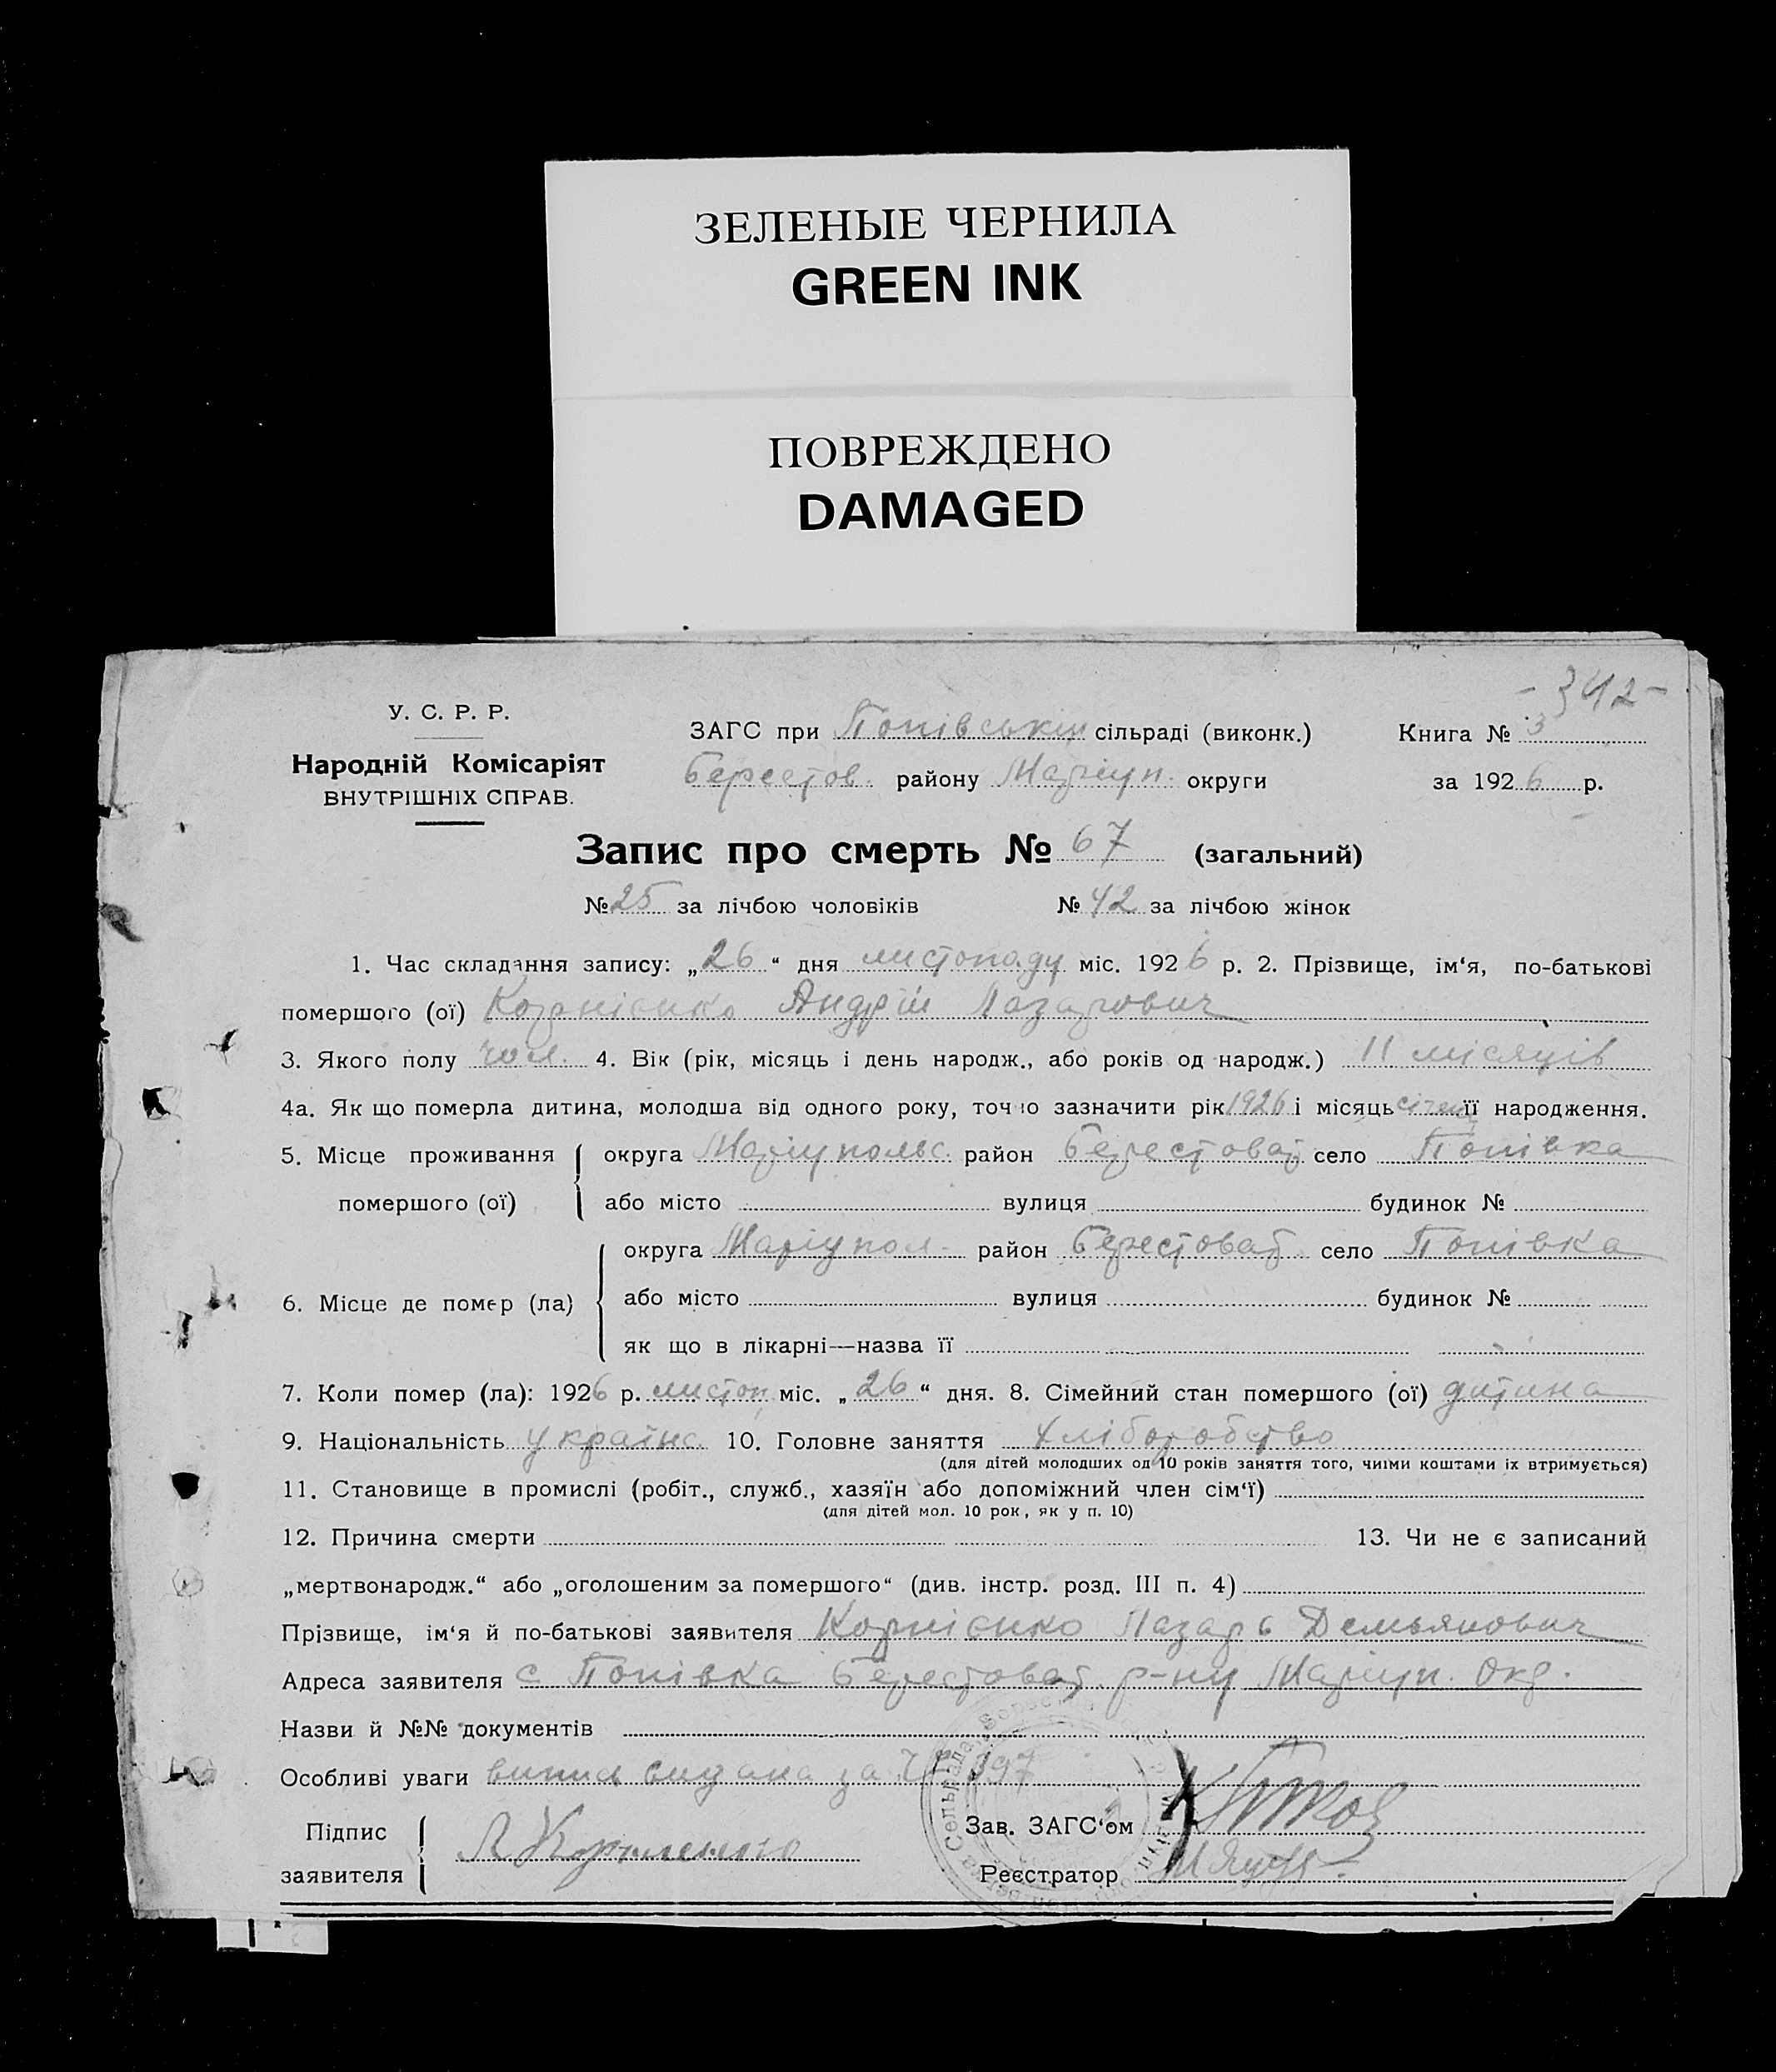 ЗЕЛЕНЫЕ ЧЕРНИЛА
GREEN INK
ПОВРЕЖДЕНО
DAMAGED
- 342 -
У. С. Р. Р.
Народній Комісаріят
ВНУТРІШНІХ СПРАВ.
ЗАГС при Попівській сільраді (виконк.) Книга № 3
Берестов. району Маріуп. округи за 1926 р.
Запис про смерть № 67 (загальний)
№ 25 за лічбою чоловіків № 42 за лічбою жінок
1. Час складання запису: „26“ дня листопаду міс. 1926 р. 2. Прізвище, ім‘я, по-батькові
помершого (ої) Корнієнко Андрій Лазарович
3. Якого полу чол. 4. Вік (рік, місяць і день народж., або років од народж.) 11 місяців
4а. Як що померла дитина, молодша від одного року, точно зазначити рік 1926 і місяць січень її народження.
5. Місце проживання помершого (ої) округа Маріупольс. район Берестоват село Попівка
або місто вулиця будинок №
6. Місце де помер (ла) округа Маріупол. район Берестоват. село Попівка
або місто вулиця будинок №
як що в лікарні—назва її
7. Коли помер (ла): 1926 р. листоп. міс. „26“ дня. 8. Сімейний стан помершого (ої) дитина
9. Національність українс. 10. Головне заняття хліборобство
(для дітей молодших од 10 років заняття того, чиїми коштами їх втримується)
11. Становище в промислі (робіт., служб., хазяїн або допоміжний член сім‘ї)
(для дітей мол. 10 рок, як у п. 10)
12. Причина смерти 13. Чи не є записаний
„мертвонародж.“ або „оголошеним за помершого“ (див. інстр. розд. III п. 4)
Прізвище, ім‘я й по-батькові заявителя Корнієнко Лазарь Демьянович
Адреса заявителя с Попівка Берестоват. р-ну Маріуп. Окр.
Назви й №№ документів
Особливі уваги випись видана за № 397
Підпис заявителя Л Корниенко
Зав. ЗАГС‘ом
Реєстратор